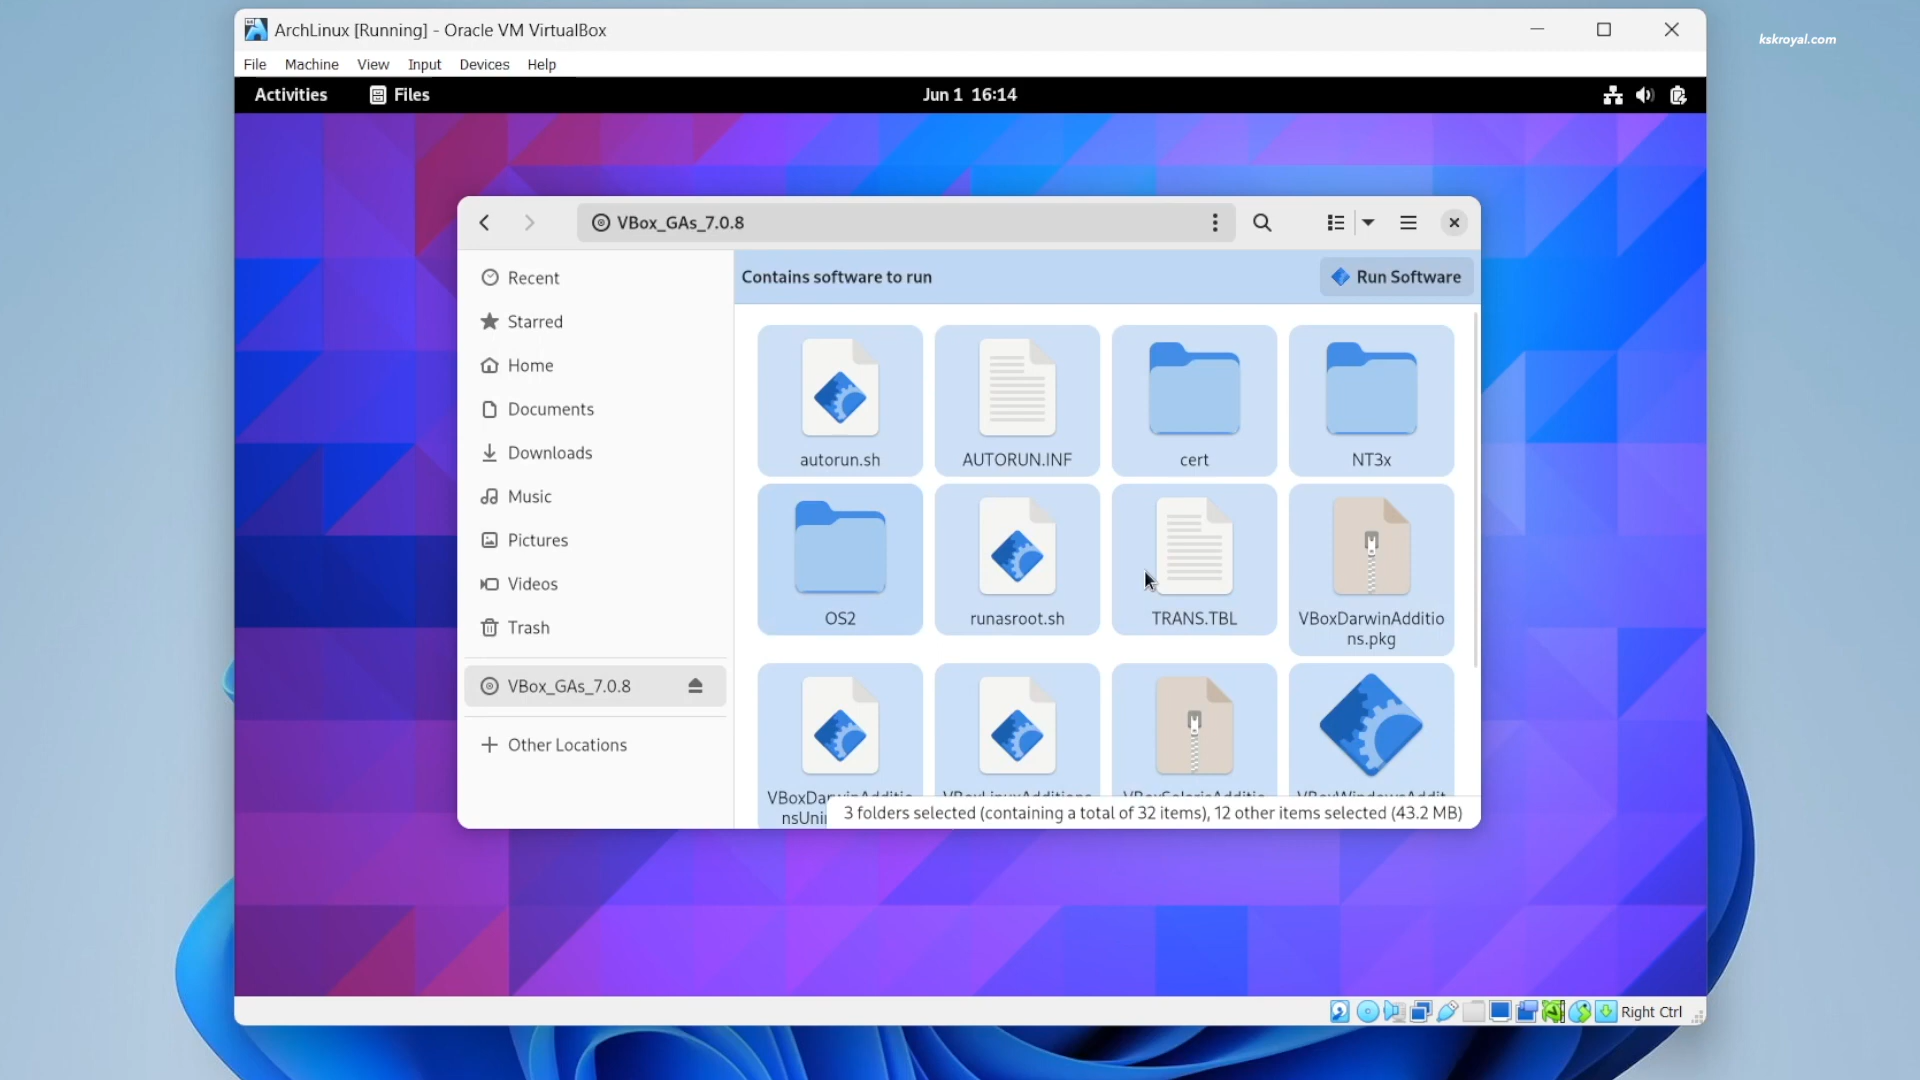 ArchLinux [Running] - Oracle VM VirtualBox
kskroyal.com
File Machine View Input Devices Help
Activities Files Jun 1 16:14
VBox_GAs_7.0.8
Recent
Starred
Home
Documents
Downloads
Music
Pictures
Videos
Trash
VBox_GAs_7.0.8
Other Locations
Contains software to run Run Software
autorun.sh AUTORUN.INF cert NT3x
OS2 runasroot.sh TRANS.TBL VBoxDarwinAdditio
ns.pkg
3 folders selected (containing a total of 32 items), 12 other items selected (43.2 MB)
Right Ctrl